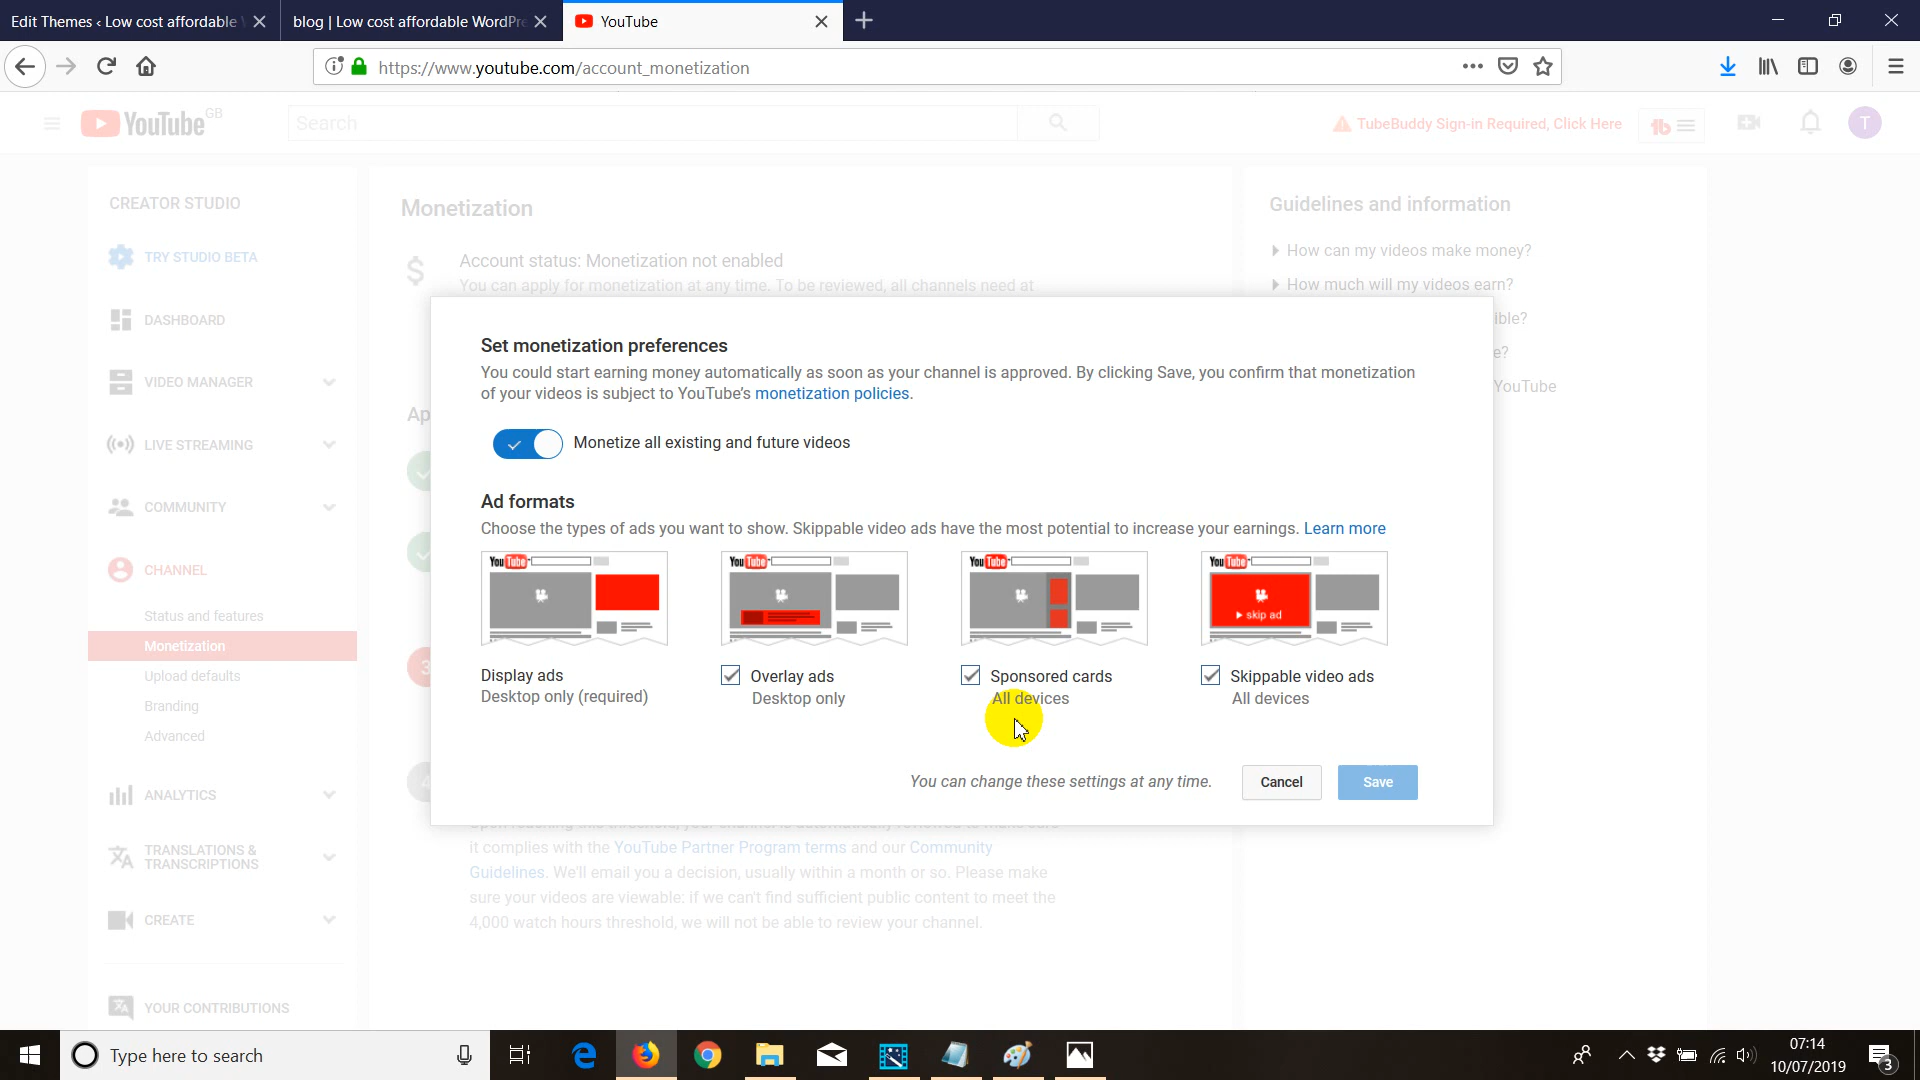 Edit Themes ‹ Low cost affordable
blog | Low cost affordable WordPre
YouTube
https://www.youtube.com/account_monetization
YouTube GB
Search
TubeBuddy Sign-in Required, Click Here
T
CREATOR STUDIO
TRY STUDIO BETA
DASHBOARD
VIDEO MANAGER
LIVE STREAMING
COMMUNITY
CHANNEL
Status and features
Monetization
Upload defaults
Branding
Advanced
ANALYTICS
TRANSLATIONS &
TRANSCRIPTIONS
CREATE
YOUR CONTRIBUTIONS
Monetization
$
Account status: Monetization not enabled
You can apply for monetization at any time. To be reviewed, all channels need at
Ap
3
4
Set monetization preferences
You could start earning money automatically as soon as your channel is approved. By clicking Save, you confirm that monetization
of your videos is subject to YouTube's monetization policies.
Monetize all existing and future videos
Ad formats
Choose the types of ads you want to show. Skippable video ads have the most potential to increase your earnings. Learn more
YouTube
YouTube
YouTube
YouTube
skip ad
Display ads
Desktop only (required)
Overlay ads
Desktop only
Sponsored cards
All devices
Skippable video ads
All devices
You can change these settings at any time.
Cancel
Save
it complies with the YouTube Partner Program terms and our Community
Guidelines. We'll email you a decision, usually within a month or so. Please make
sure your videos are viewable: if we can't find sufficient public content to meet the
4,000 watch hours threshold, we will not be able to review your channel.
Guidelines and information
How can my videos make money?
How much will my videos earn?
ible?
e?
YouTube
Type here to search
07:14
10/07/2019
3